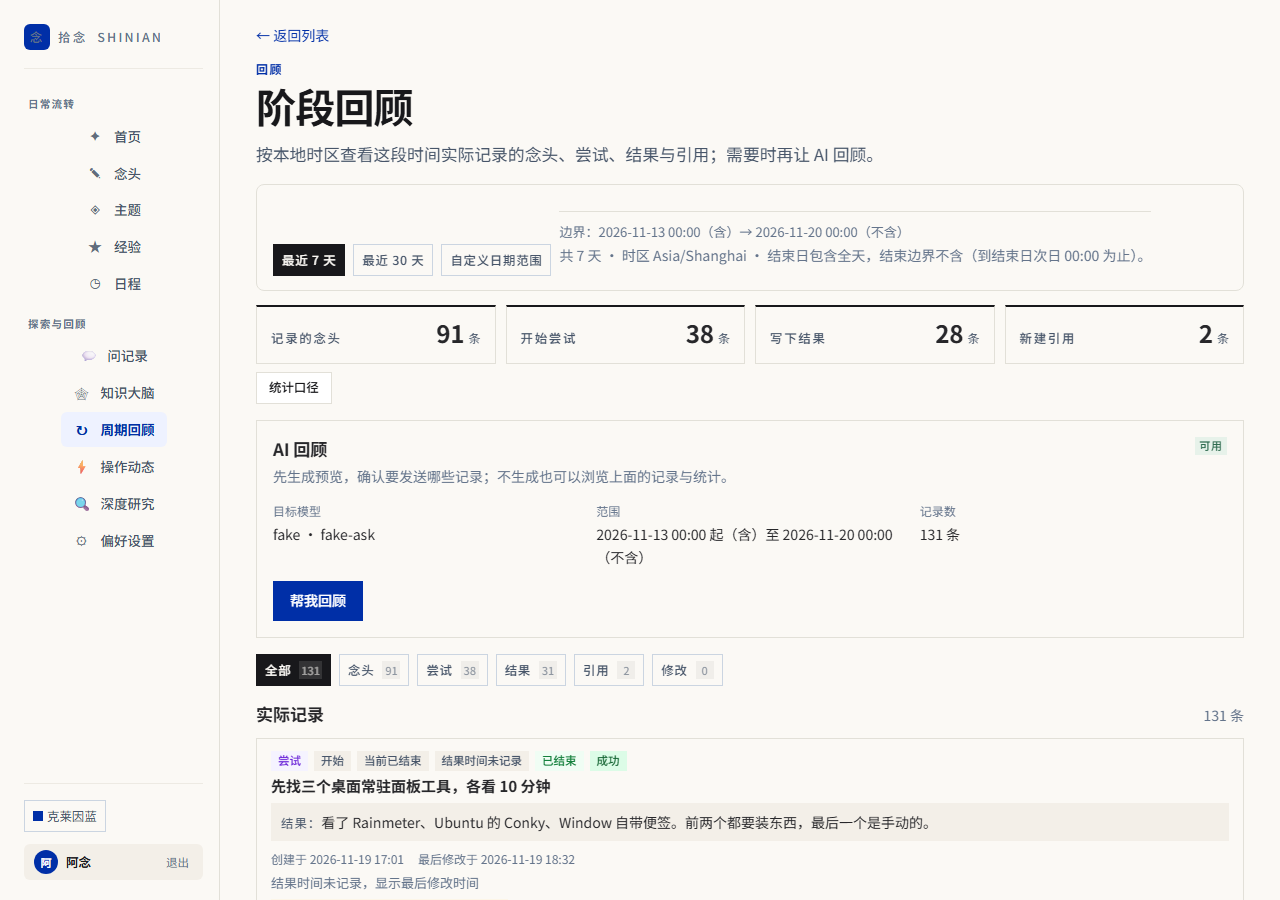 念 拾念 SHINIAN
日常流转
首页
念头
主题
经验
日程
探索与回顾
问记录
知识大脑
周期回顾
操作动态
深度研究
偏好设置
克莱因蓝
阿 阿念 退出
← 返回列表
回顾
阶段回顾
按本地时区查看这段时间实际记录的念头、尝试、结果与引用；需要时再让 AI 回顾。
最近 7 天 最近 30 天 自定义日期范围
边界：2026-11-13 00:00（含）→ 2026-11-20 00:00（不含）
共 7 天 · 时区 Asia/Shanghai · 结束日包含全天，结束边界不含（到结束日次日 00:00 为止）。
记录的念头 91 条
开始尝试 38 条
写下结果 28 条
新建引用 2 条
统计口径
AI 回顾 可用
先生成预览，确认要发送哪些记录；不生成也可以浏览上面的记录与统计。
目标模型
fake · fake-ask
范围
2026-11-13 00:00 起（含）至 2026-11-20 00:00
（不含）
记录数
131 条
帮我回顾
全部 131 念头 91 尝试 38 结果 31 引用 2 修改 0
实际记录 131 条
尝试 开始 当前已结束 结果时间未记录 已结束 成功
先找三个桌面常驻面板工具，各看 10 分钟
结果：看了 Rainmeter、Ubuntu 的 Conky、Window 自带便签。前两个都要装东西，最后一个是手动的。
创建于 2026-11-19 17:01 最后修改于 2026-11-19 18:32
结果时间未记录，显示最后修改时间